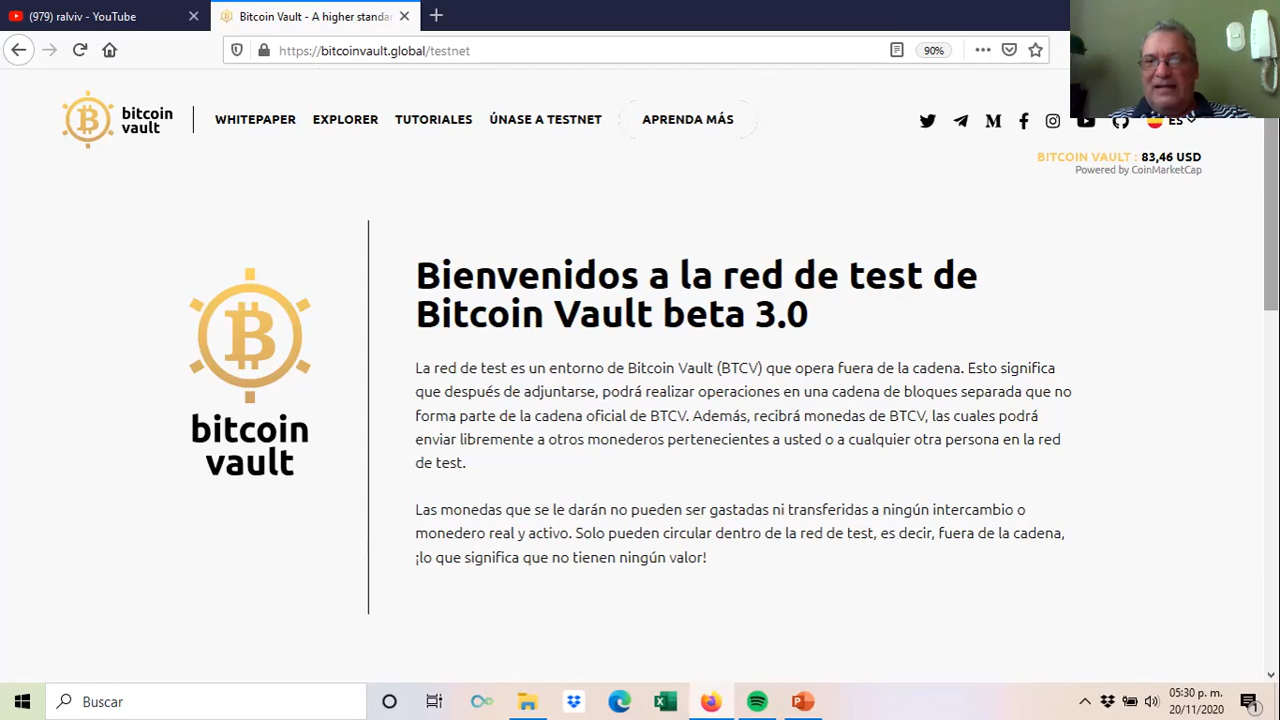 (979) ralviv - YouTube
Bitcoin Vault - A higher standar
https://bitcoinvault.global/testnet
90%
bitcoin
vault
WHITEPAPER
EXPLORER
TUTORIALES
ÚNASE A TESTNET
APRENDA MÁS
ES
BITCOIN VAULT : 83,46 USD
Powered by CoinMarketCap
bitcoin
vault
Bienvenidos a la red de test de
Bitcoin Vault beta 3.0
La red de test es un entorno de Bitcoin Vault (BTCV) que opera fuera de la cadena. Esto significa
que después de adjuntarse, podrá realizar operaciones en una cadena de bloques separada que no
forma parte de la cadena oficial de BTCV. Además, recibrá monedas de BTCV, las cuales podrá
enviar libremente a otros monederos pertenecientes a usted o a cualquier otra persona en la red
de test.
Las monedas que se le darán no pueden ser gastadas ni transferidas a ningún intercambio o
monedero real y activo. Solo pueden circular dentro de la red de test, es decir, fuera de la cadena,
¡lo que significa que no tienen ningún valor!
Buscar
05:30 p. m.
20/11/2020
1